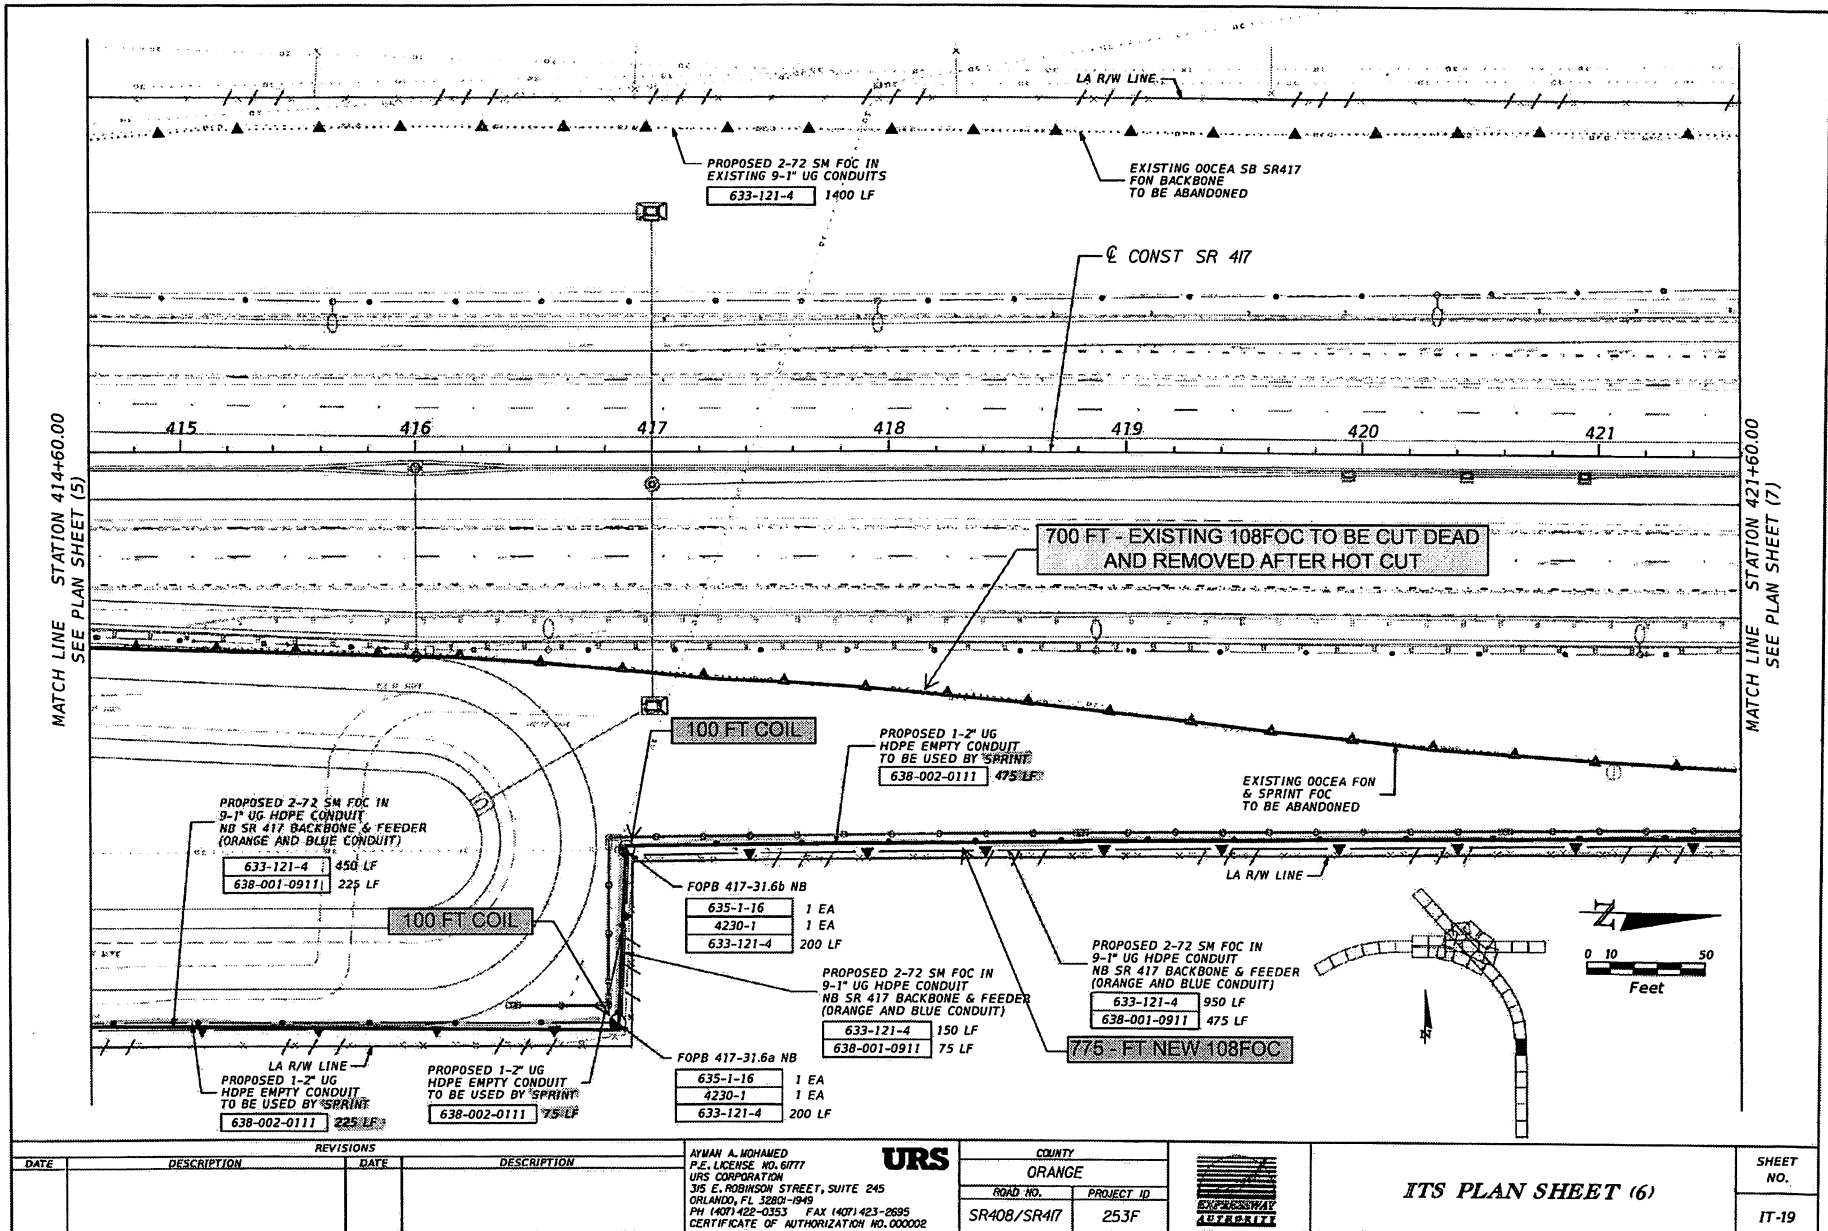 LA R/W LINE
PROPOSED 2-72 SM FOC IN
EXISTING 9-1" UG CONDUITS
633-121-4 1400 LF
EXISTING OOCEA SB SR417
FON BACKBONE
TO BE ABANDONED
℄ CONST SR 417
MATCH LINE STATION 414+60.00
SEE PLAN SHEET (5)
415 416 417 418 419 420 421
MATCH LINE STATION 421+60.00
SEE PLAN SHEET (7)
700 FT - EXISTING 108FOC TO BE CUT DEAD
AND REMOVED AFTER HOT CUT
100 FT COIL
PROPOSED 1-2" UG
HDPE EMPTY CONDUIT
TO BE USED BY SPRINT
638-002-0111 475 LF
EXISTING OOCEA FON
& SPRINT FOC
TO BE ABANDONED
PROPOSED 2-72 SM FOC IN
9-1" UG HDPE CONDUIT
NB SR 417 BACKBONE & FEEDER
(ORANGE AND BLUE CONDUIT)
633-121-4 450 LF
638-001-0911 225 LF
100 FT COIL
FOPB 417-31.6b NB
635-1-16 1 EA
4230-1 1 EA
633-121-4 200 LF
LA R/W LINE
PROPOSED 2-72 SM FOC IN
9-1" UG HDPE CONDUIT
NB SR 417 BACKBONE & FEEDER
(ORANGE AND BLUE CONDUIT)
633-121-4 150 LF
638-001-0911 75 LF
PROPOSED 2-72 SM FOC IN
9-1" UG HDPE CONDUIT
NB SR 417 BACKBONE & FEEDER
(ORANGE AND BLUE CONDUIT)
633-121-4 950 LF
638-001-0911 475 LF
775 - FT NEW 108FOC
N
0 10 50
Feet
N
LA R/W LINE
PROPOSED 1-2" UG
HDPE EMPTY CONDUIT
TO BE USED BY SPRINT
638-002-0111 225 LF
PROPOSED 1-2" UG
HDPE EMPTY CONDUIT
TO BE USED BY SPRINT
638-002-0111 75 LF
FOPB 417-31.6a NB
635-1-16 1 EA
4230-1 1 EA
633-121-4 200 LF
REVISIONS
DATE DESCRIPTION DATE DESCRIPTION
AYMAN A. MOHAMED
P.E. LICENSE NO. 61777
URS CORPORATION
315 E. ROBINSON STREET, SUITE 245
ORLANDO, FL 32801-1949
PH (407) 422-0353 FAX (407) 423-2695
CERTIFICATE OF AUTHORIZATION NO. 000002
URS
COUNTY
ORANGE
ROAD NO. PROJECT ID
SR408/SR417 253F
EXPRESSWAY
AUTHORITY
ITS PLAN SHEET (6)
SHEET
NO.
IT-19